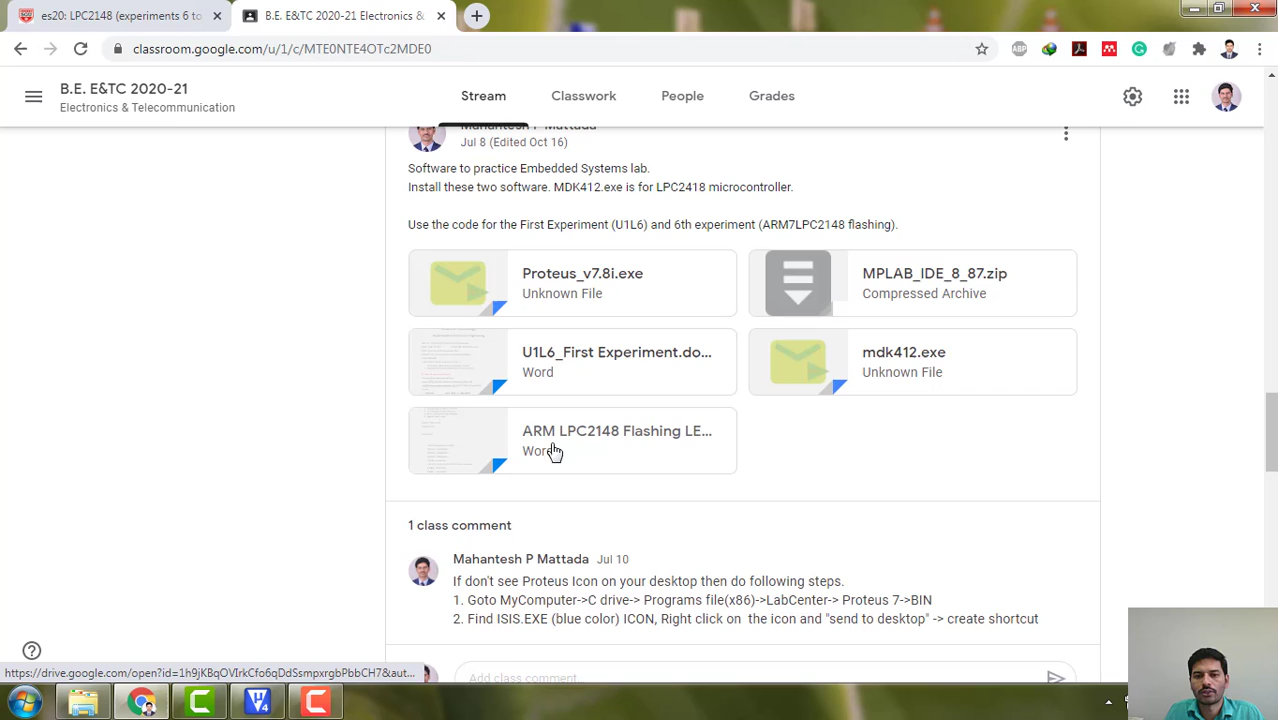 es20: LPC2148 (experiments 6 to
B.E. E&TC 2020-21 Electronics &
classroom.google.com/u/1/c/MTE0NTE4OTc2MDE0
ABP
B.E. E&TC 2020-21
Electronics & Telecommunication
Stream
Classwork
People
Grades
Mahantesh P Mattada
Jul 8 (Edited Oct 16)
Software to practice Embedded Systems lab.
Install these two software. MDK412.exe is for LPC2418 microcontroller.
Use the code for the First Experiment (U1L6) and 6th experiment (ARM7LPC2148 flashing).
Proteus_v7.8i.exe
Unknown File
MPLAB_IDE_8_87.zip
Compressed Archive
U1L6_First Experiment.do...
Word
mdk412.exe
Unknown File
ARM LPC2148 Flashing LE...
Word
1 class comment
Mahantesh P Mattada Jul 10
If don't see Proteus Icon on your desktop then do following steps.
1. Goto MyComputer->C drive-> Programs file(x86)->LabCenter-> Proteus 7->BIN
2. Find ISIS.EXE (blue color) ICON, Right click on the icon and "send to desktop" -> create shortcut
Add class comment...
https://drive.google.com/open?id=1h9jKBqOVIrkCfo6qDdSsmpxrgbPbbCH7&aut...